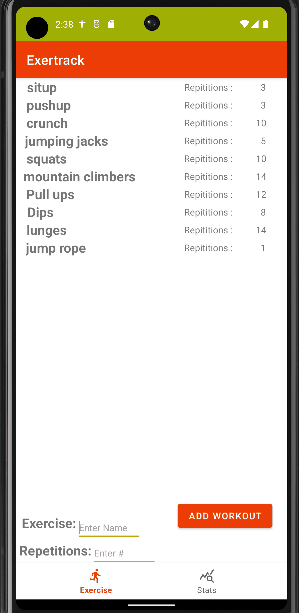 2:38
Exertrack
situp Repititions : 3
pushup Repititions : 3
crunch Repititions : 10
jumping jacks Repititions : 5
squats Repititions : 10
mountain climbers Repititions : 14
Pull ups Repititions : 12
Dips Repititions : 8
lunges Repititions : 14
jump rope Repititions : 1
ADD WORKOUT
Exercise: Enter Name
Repetitions: Enter #
Exercise Stats